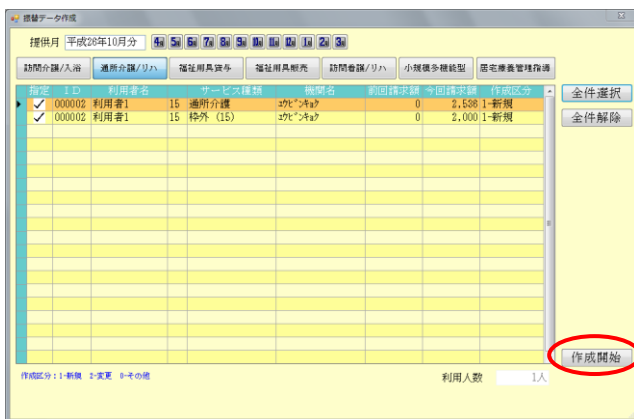 振替データ作成
提供月 平成26年10月分 4月 5月 6月 7月 8月 9月 10月 11月 12月 1月 2月 3月
訪問介護/入浴 通所介護/リハ 福祉用具貸与 福祉用具販売 訪問看護/リハ 小規模多機能型 居宅療養管理指導
指定 ID 利用者名 サービス種類 機関名 前回請求額 今回請求額 作成区分 全件選択
✓ 000002 利用者1 15 通所介護 ﾕｳﾋﾞﾝｷｮｸ 0 2,536 1-新規
✓ 000002 利用者1 15 枠外 (15) ﾕｳﾋﾞﾝｷｮｸ 0 2,000 1-新規 全件解除
作成開始
作成区分:1-新規 2-変更 0-その他 利用人数 1人